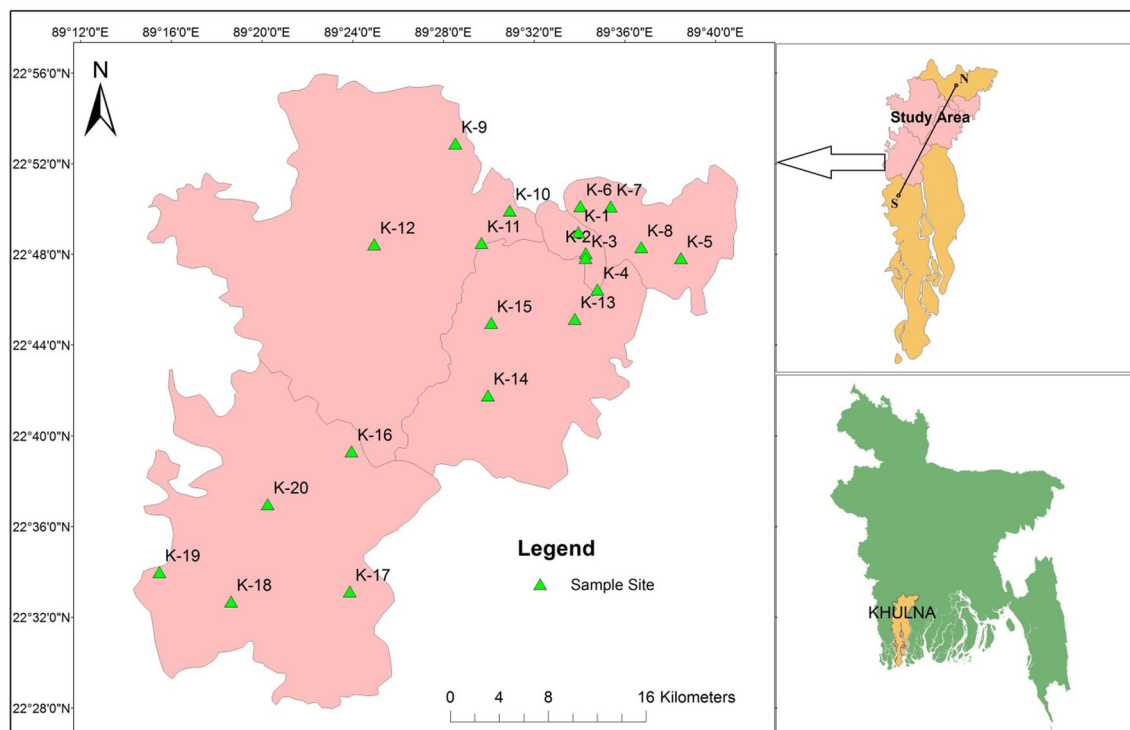 89°12'0"E 89°16'0"E 89°20'0"E 89°24'0"E 89°28'0"E 89°32'0"E 89°36'0"E 89°40'0"E
22°56'0"N
22°52'0"N
22°48'0"N
22°44'0"N
22°40'0"N
22°36'0"N
22°32'0"N
22°28'0"N
N
K-9
K-10
K-6 K-7
K-1
K-12
K-11
K-2 K-3
K-8
K-5
K-4
K-15
K-13
K-14
K-16
K-20
K-19
K-18
K-17
Legend
Sample Site
0 4 8 16 Kilometers
N
Study Area
S
KHULNA